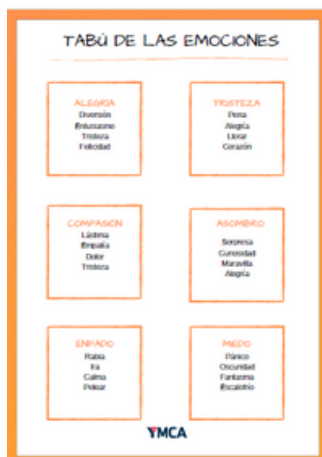 TABÚ DE LAS EMOCIONES
ALEGRIA
Diversión
Entusiasmo
Tristeza
Felicidad
TRISTEZA
Pena
Alegría
Llorar
Corazón
COMPASIÓN
Lástima
Empatía
Dolor
Tristeza
ASOMBRO
Sorpresa
Curiosidad
Maravilla
Alegría
ENFADO
Rabia
Ira
Calma
Pelear
MIEDO
Pánico
Oscuridad
Fantasma
Escalofrío
YMCA